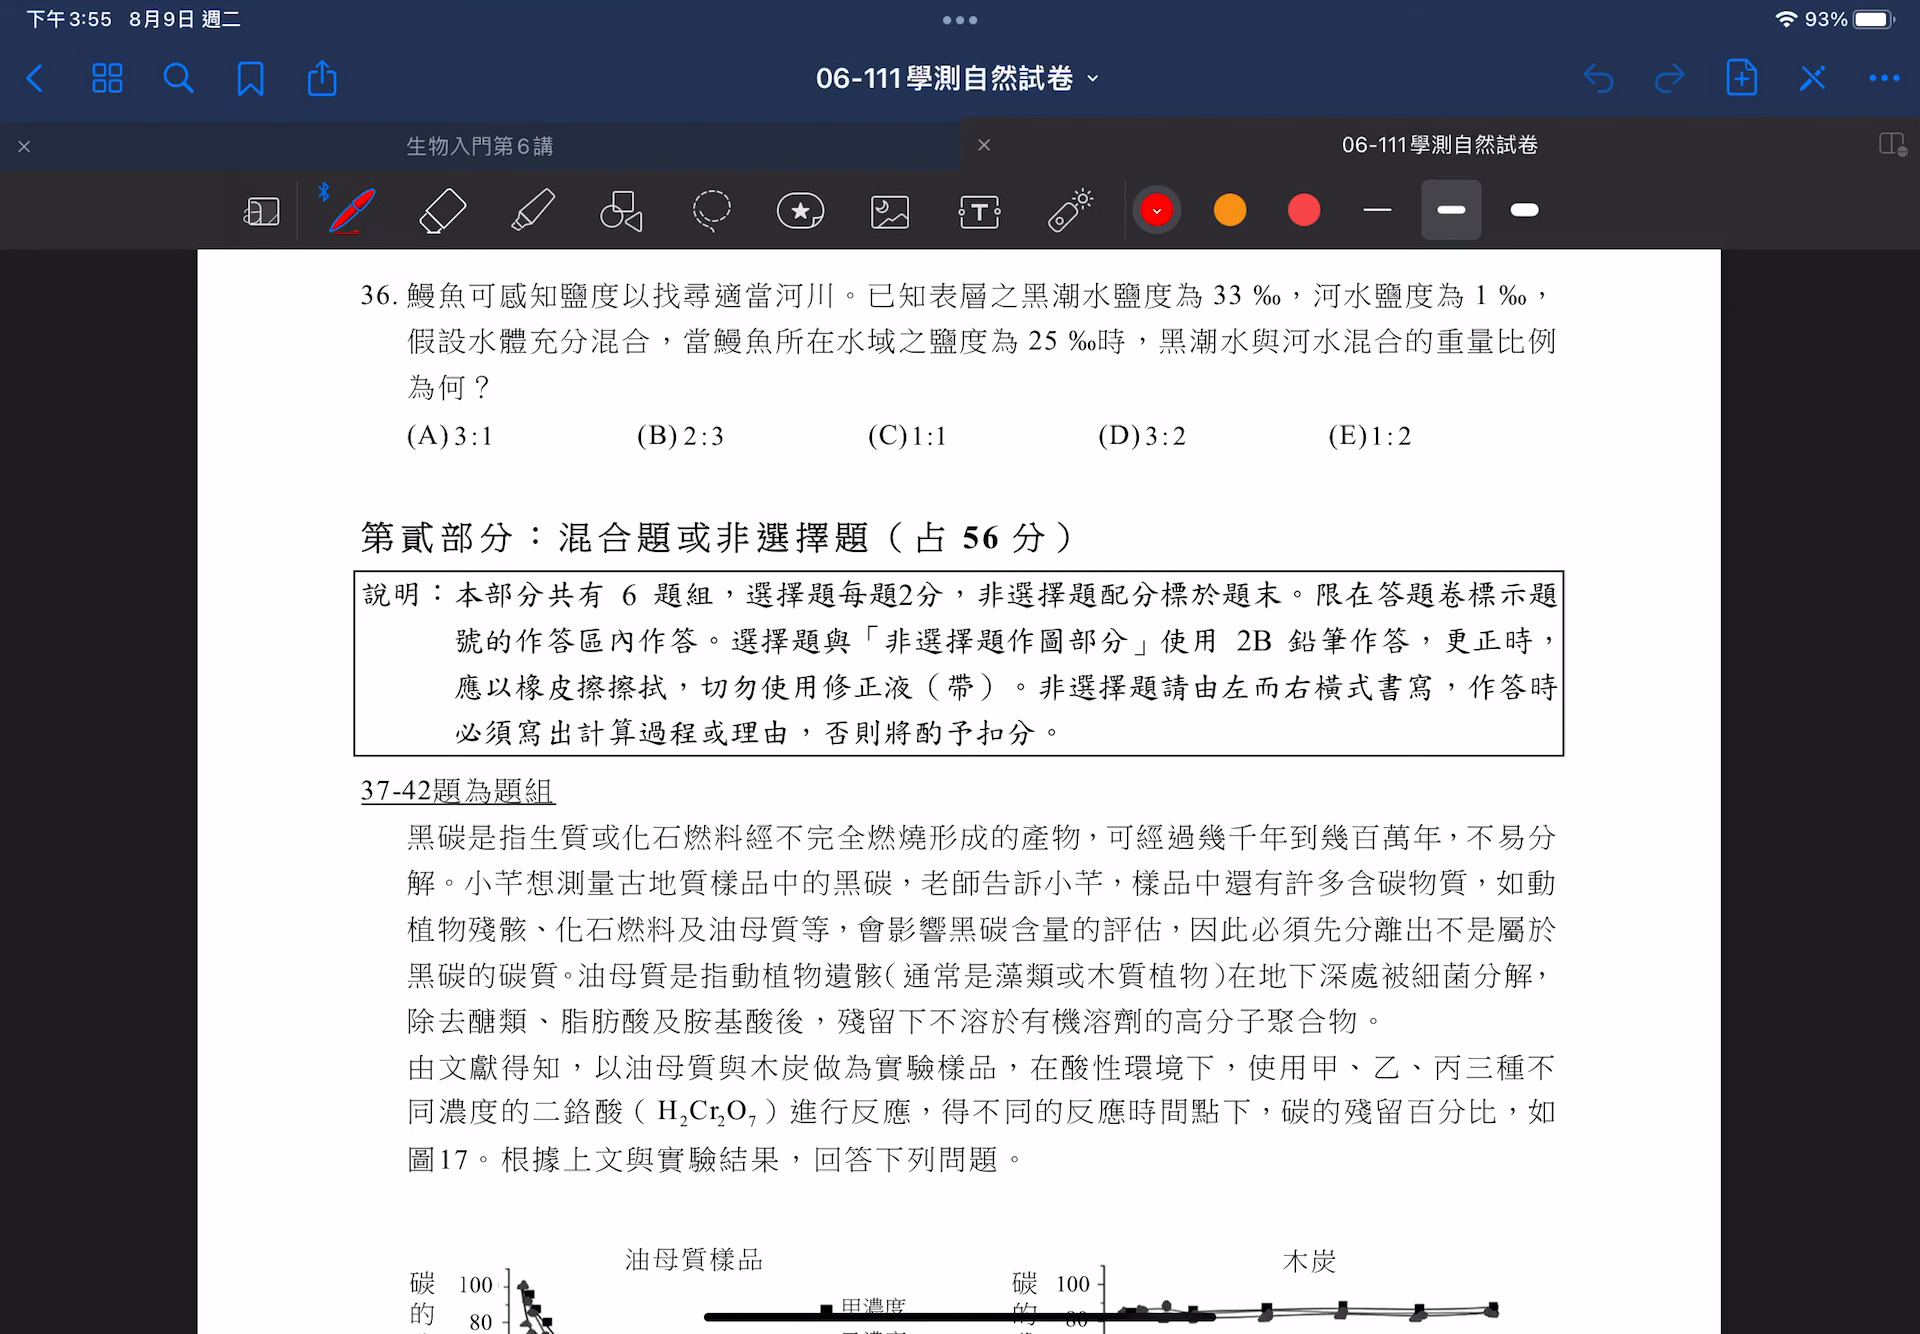 下午3:55 8月9日 週二
93%
06-111學測自然試卷
生物入門第6講
06-111學測自然試卷
36. 鰻魚可感知鹽度以找尋適當河川。已知表層之黑潮水鹽度為 33 ‰，河水鹽度為 1 ‰，
假設水體充分混合，當鰻魚所在水域之鹽度為 25 ‰時，黑潮水與河水混合的重量比例
為何？
(A) 3:1 (B) 2:3 (C) 1:1 (D) 3:2 (E) 1:2
第貳部分：混合題或非選擇題（占 56 分）
說明：本部分共有 6 題組，選擇題每題2分，非選擇題配分標於題末。限在答題卷標示題
號的作答區內作答。選擇題與「非選擇題作圖部分」使用 2B 鉛筆作答，更正時，
應以橡皮擦擦拭，切勿使用修正液（帶）。非選擇題請由左而右橫式書寫，作答時
必須寫出計算過程或理由，否則將酌予扣分。
37-42題為題組
黑碳是指生質或化石燃料經不完全燃燒形成的產物，可經過幾千年到幾百萬年，不易分
解。小芊想測量古地質樣品中的黑碳，老師告訴小芊，樣品中還有許多含碳物質，如動
植物殘骸、化石燃料及油母質等，會影響黑碳含量的評估，因此必須先分離出不是屬於
黑碳的碳質。油母質是指動植物遺骸（通常是藻類或木質植物）在地下深處被細菌分解，
除去醣類、脂肪酸及胺基酸後，殘留下不溶於有機溶劑的高分子聚合物。
由文獻得知，以油母質與木炭做為實驗樣品，在酸性環境下，使用甲、乙、丙三種不
同濃度的二鉻酸（H₂Cr₂O₇）進行反應，得不同的反應時間點下，碳的殘留百分比，如
圖17。根據上文與實驗結果，回答下列問題。
油母質樣品 木炭
碳 100 碳 100
的 80 甲濃度 的 80